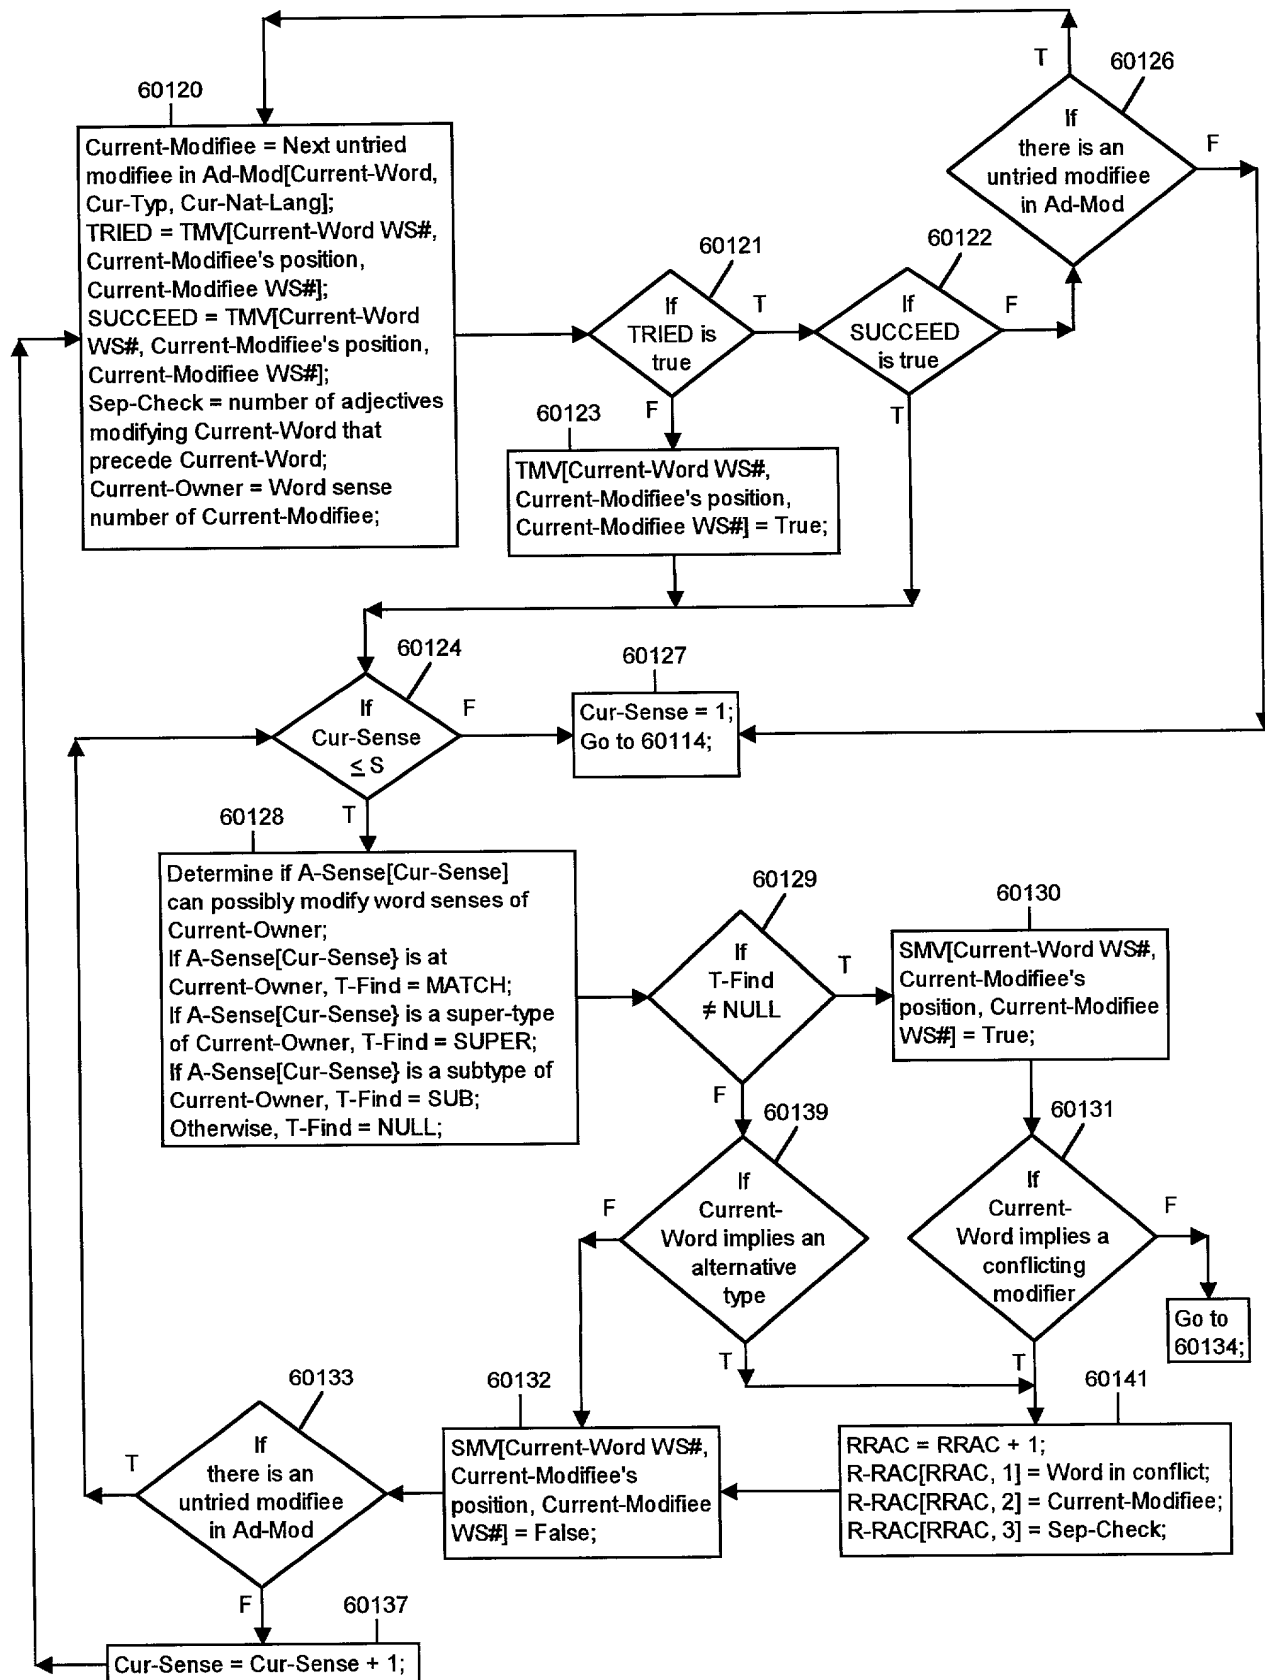 T
60126
If
there is an
untried modifiee
in Ad-Mod
F
60120
Current-Modifiee = Next untried
modifiee in Ad-Mod[Current-Word,
Cur-Typ, Cur-Nat-Lang];
TRIED = TMV[Current-Word WS#,
Current-Modifiee's position,
Current-Modifiee WS#];
SUCCEED = TMV[Current-Word
WS#, Current-Modifiee's position,
Current-Modifiee WS#];
Sep-Check = number of adjectives
modifying Current-Word that
precede Current-Word;
Current-Owner = Word sense
number of Current-Modifiee;
60121
If
TRIED is
true
T
F
60122
If
SUCCEED
is true
F
T
60123
TMV[Current-Word WS#,
Current-Modifiee's position,
Current-Modifiee WS#] = True;
60124
If
Cur-Sense
≤ S
F
T
60127
Cur-Sense = 1;
Go to 60114;
60128
Determine if A-Sense[Cur-Sense]
can possibly modify word senses of
Current-Owner;
If A-Sense[Cur-Sense} is at
Current-Owner, T-Find = MATCH;
If A-Sense[Cur-Sense} is a super-type
of Current-Owner, T-Find = SUPER;
If A-Sense[Cur-Sense} is a subtype of
Current-Owner, T-Find = SUB;
Otherwise, T-Find = NULL;
60129
If
T-Find
≠ NULL
T
F
60130
SMV[Current-Word WS#,
Current-Modifiee's
position, Current-Modifiee
WS#] = True;
60139
If
Current-
Word implies an
alternative
type
F
T
60131
If
Current-
Word implies a
conflicting
modifier
F
T
Go to
60134;
60133
If
there is an
untried modifiee
in Ad-Mod
T
F
60132
SMV[Current-Word WS#,
Current-Modifiee's
position, Current-Modifiee
WS#] = False;
60141
RRAC = RRAC + 1;
R-RAC[RRAC, 1] = Word in conflict;
R-RAC[RRAC, 2] = Current-Modifiee;
R-RAC[RRAC, 3] = Sep-Check;
60137
Cur-Sense = Cur-Sense + 1;